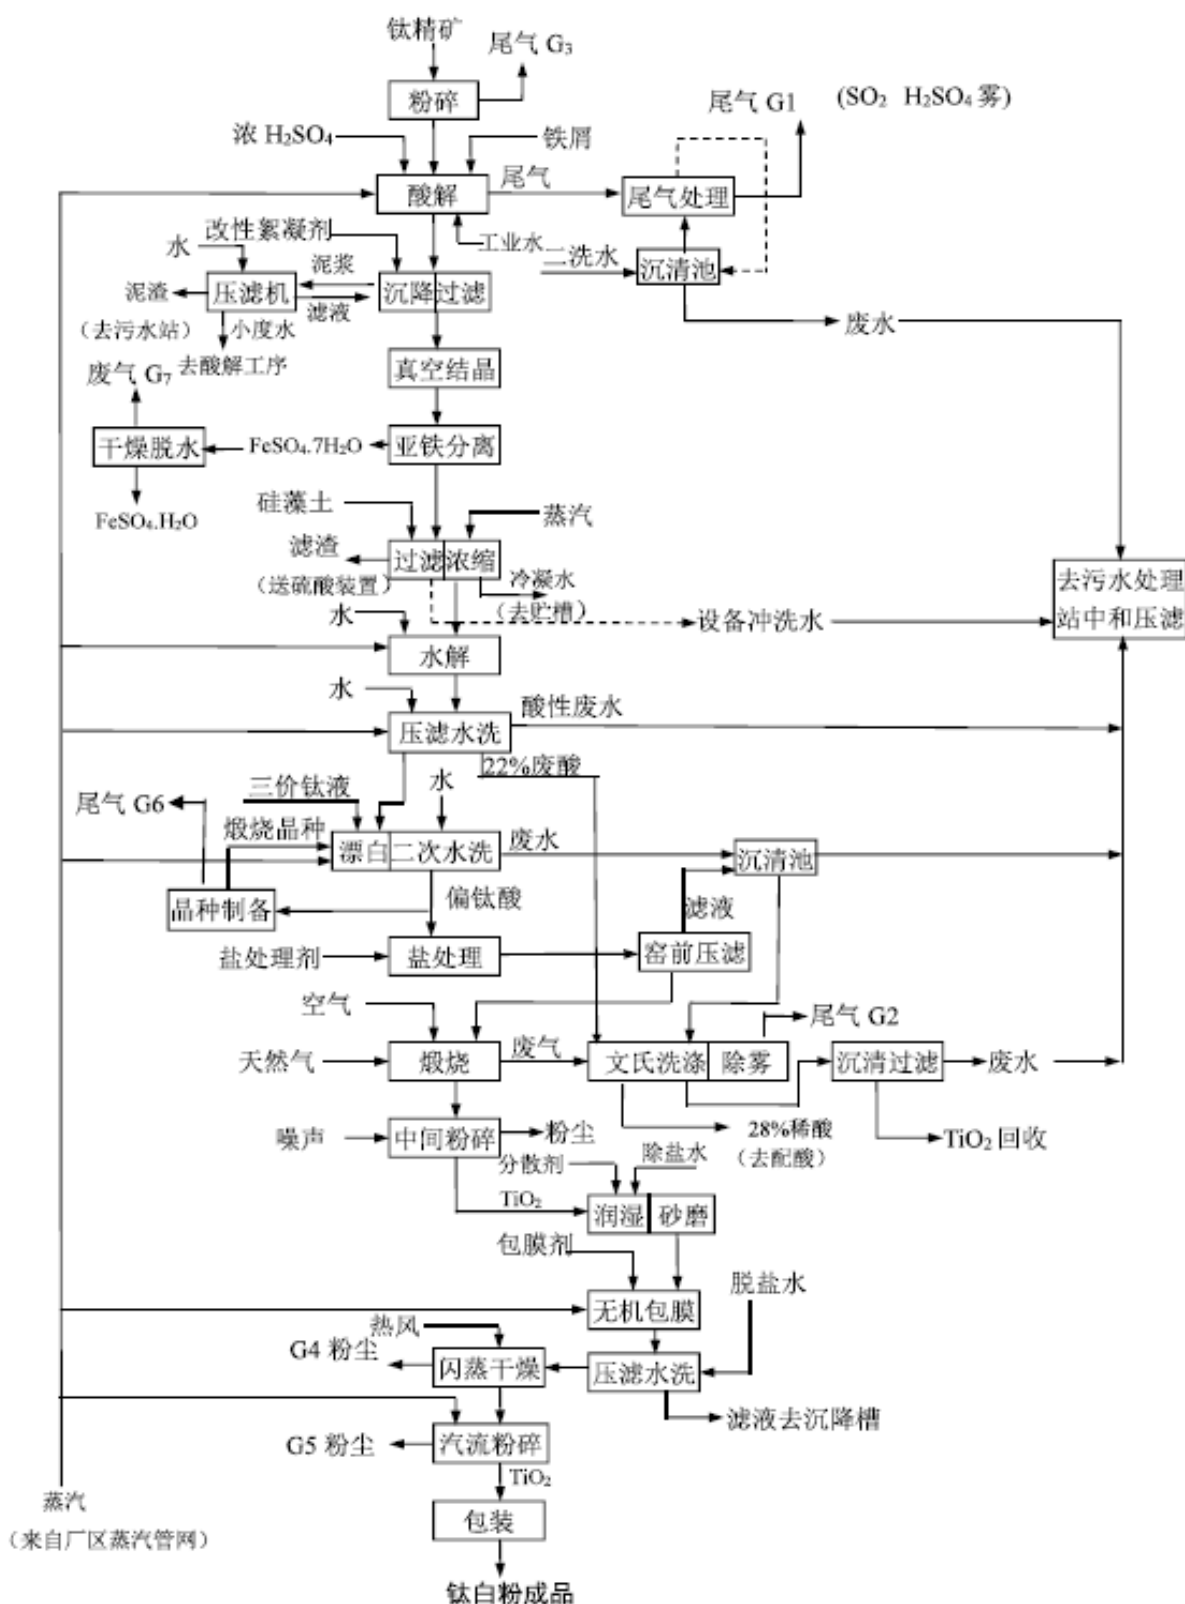 钛精矿
尾气 G3
粉碎
尾气 G1 (SO2 H2SO4 雾)
浓 H2SO4
铁屑
酸解
尾气
尾气处理
改性絮凝剂
工业水
二洗水
水
泥浆
沉清池
泥渣
压滤机
沉降
过滤
滤液
(去污水站)
小度水
废水
废气 G7
去酸解工序
真空结晶
干燥脱水
FeSO4.7H2O
亚铁分离
FeSO4.H2O
硅藻土
蒸汽
滤渣
过滤
浓缩
(送硫酸装置)
冷凝水
(去贮槽)
去污水处理
站中和压滤
水
设备冲洗水
水解
水
酸性废水
压滤水洗
22%废酸
三价钛液
水
尾气 G6
煅烧晶种
漂白
二次水洗
废水
沉清池
晶种制备
偏钛酸
滤液
盐处理剂
盐处理
窑前压滤
空气
尾气 G2
天然气
煅烧
废气
文氏洗涤
除雾
沉清过滤
废水
噪声
中间粉碎
粉尘
28%稀酸
(去配酸)
TiO2 回收
分散剂
除盐水
TiO2
润湿
砂磨
包膜剂
脱盐水
无机包膜
热风
G4 粉尘
闪蒸干燥
压滤水洗
滤液去沉降槽
G5 粉尘
汽流粉碎
TiO2
蒸汽
(来自厂区蒸汽管网)
包装
钛白粉成品